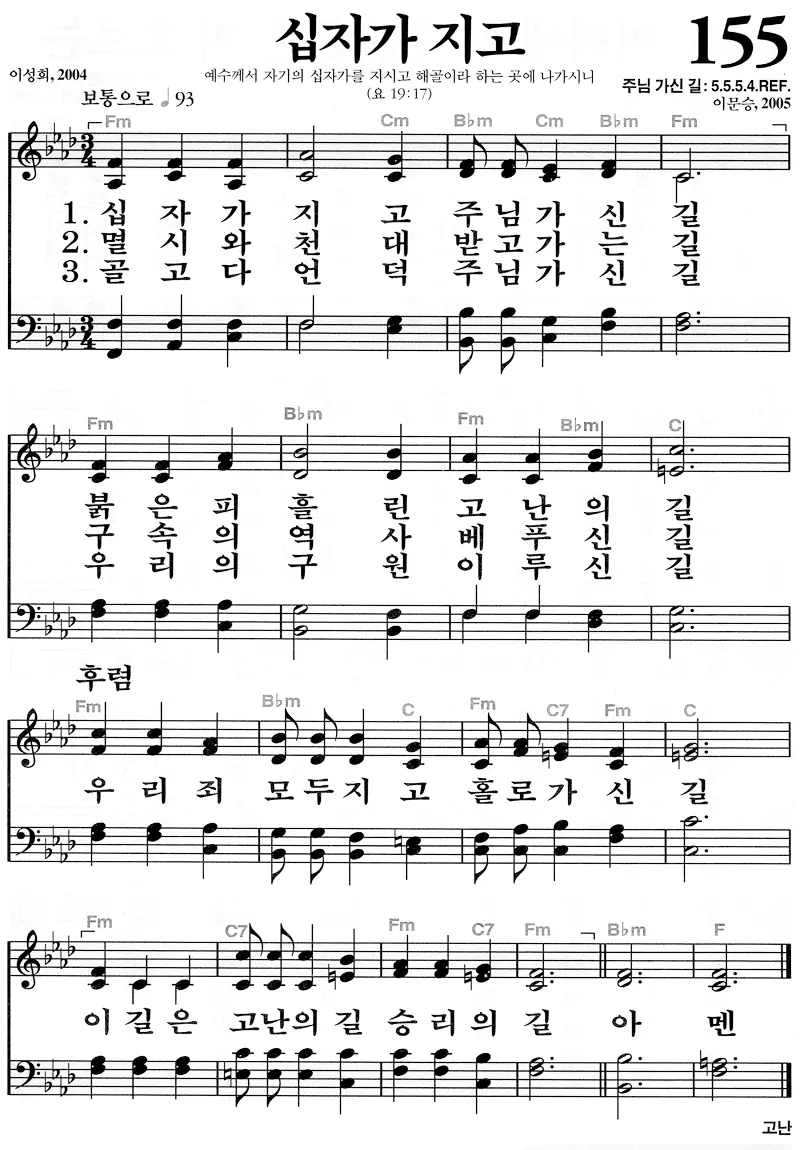 십자가 지고
155
이성희, 2004
예수께서 자기의 십자가를 지시고 해골이라 하는 곳에 나가시니
(요 19:17)
주님 가신 길: 5.5.5.4.REF.
이문승, 2005
보통으로 ♩93
Fm Cm B♭m Cm B♭m Fm
1. 십 자 가 지 고 주 님 가 신 길
2. 멸 시 와 천 대 받 고 가 는 길
3. 골 고 다 언 덕 주 님 가 신 길
Fm B♭m Fm B♭m C
붉 은 피 흘 린 고 난 의 길
구 속 의 역 사 베 푸 신 길
우 리 의 구 원 이 루 신 길
후렴
Fm B♭m C Fm C7 Fm C
우 리 죄 모 두 지 고 홀 로 가 신 길
Fm C7 Fm C7 Fm B♭m F
이 길 은 고 난 의 길 승 리 의 길 아 멘
고난